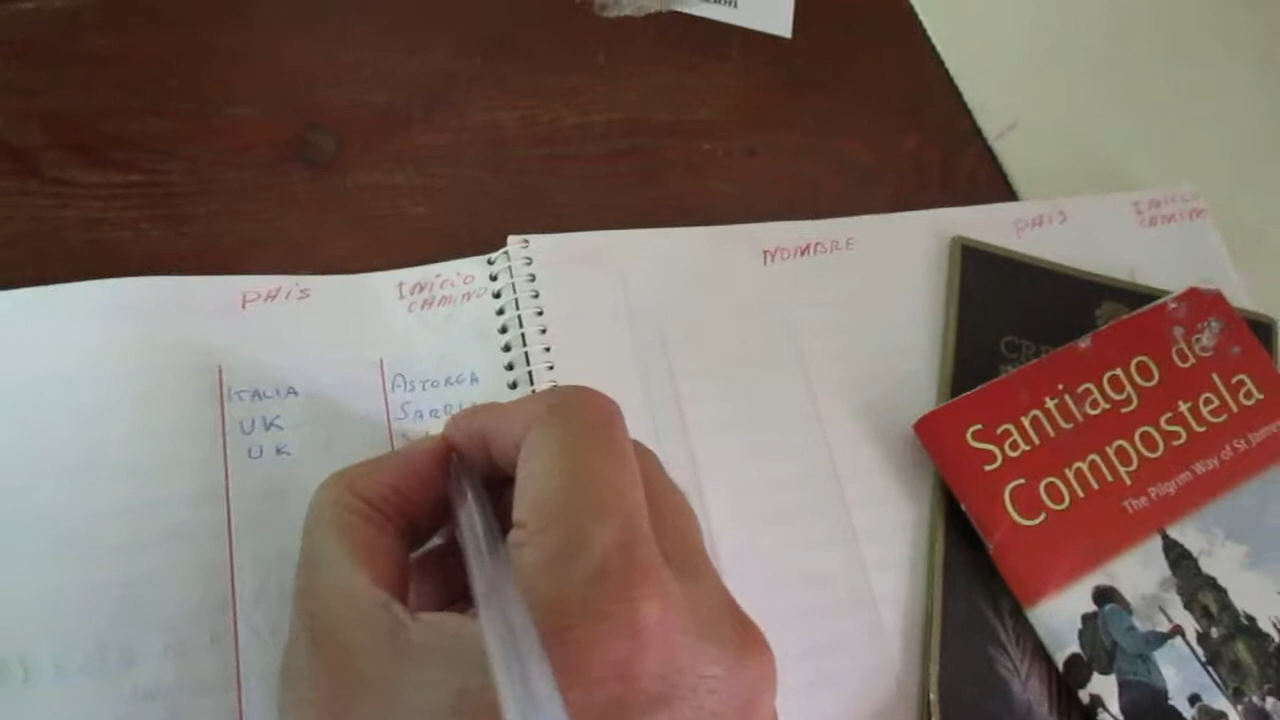 PAIS
INICIO
CAMINO
ITALIA
ASTORGA
UK
UK
NOMBRE
PAIS
INICIO
CAMINO
Santiago de
Compostela
The Pilgrim Way of St James